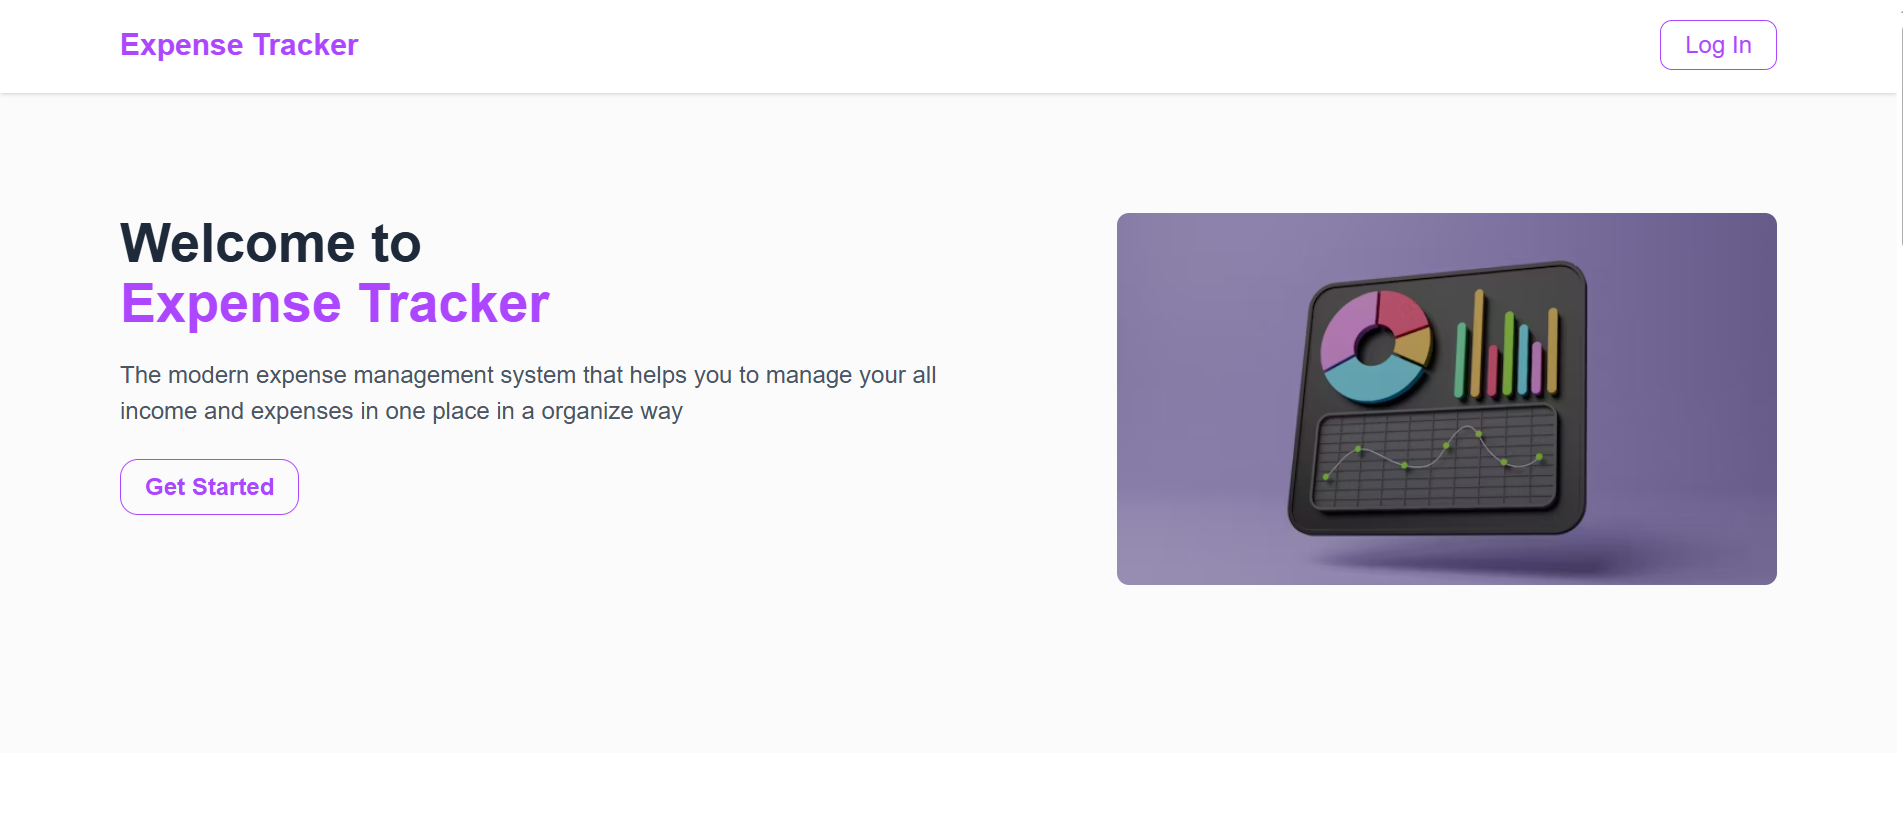 Expense Tracker
Log In
Welcome to
Expense Tracker
The modern expense management system that helps you to manage your all
income and expenses in one place in a organize way
Get Started